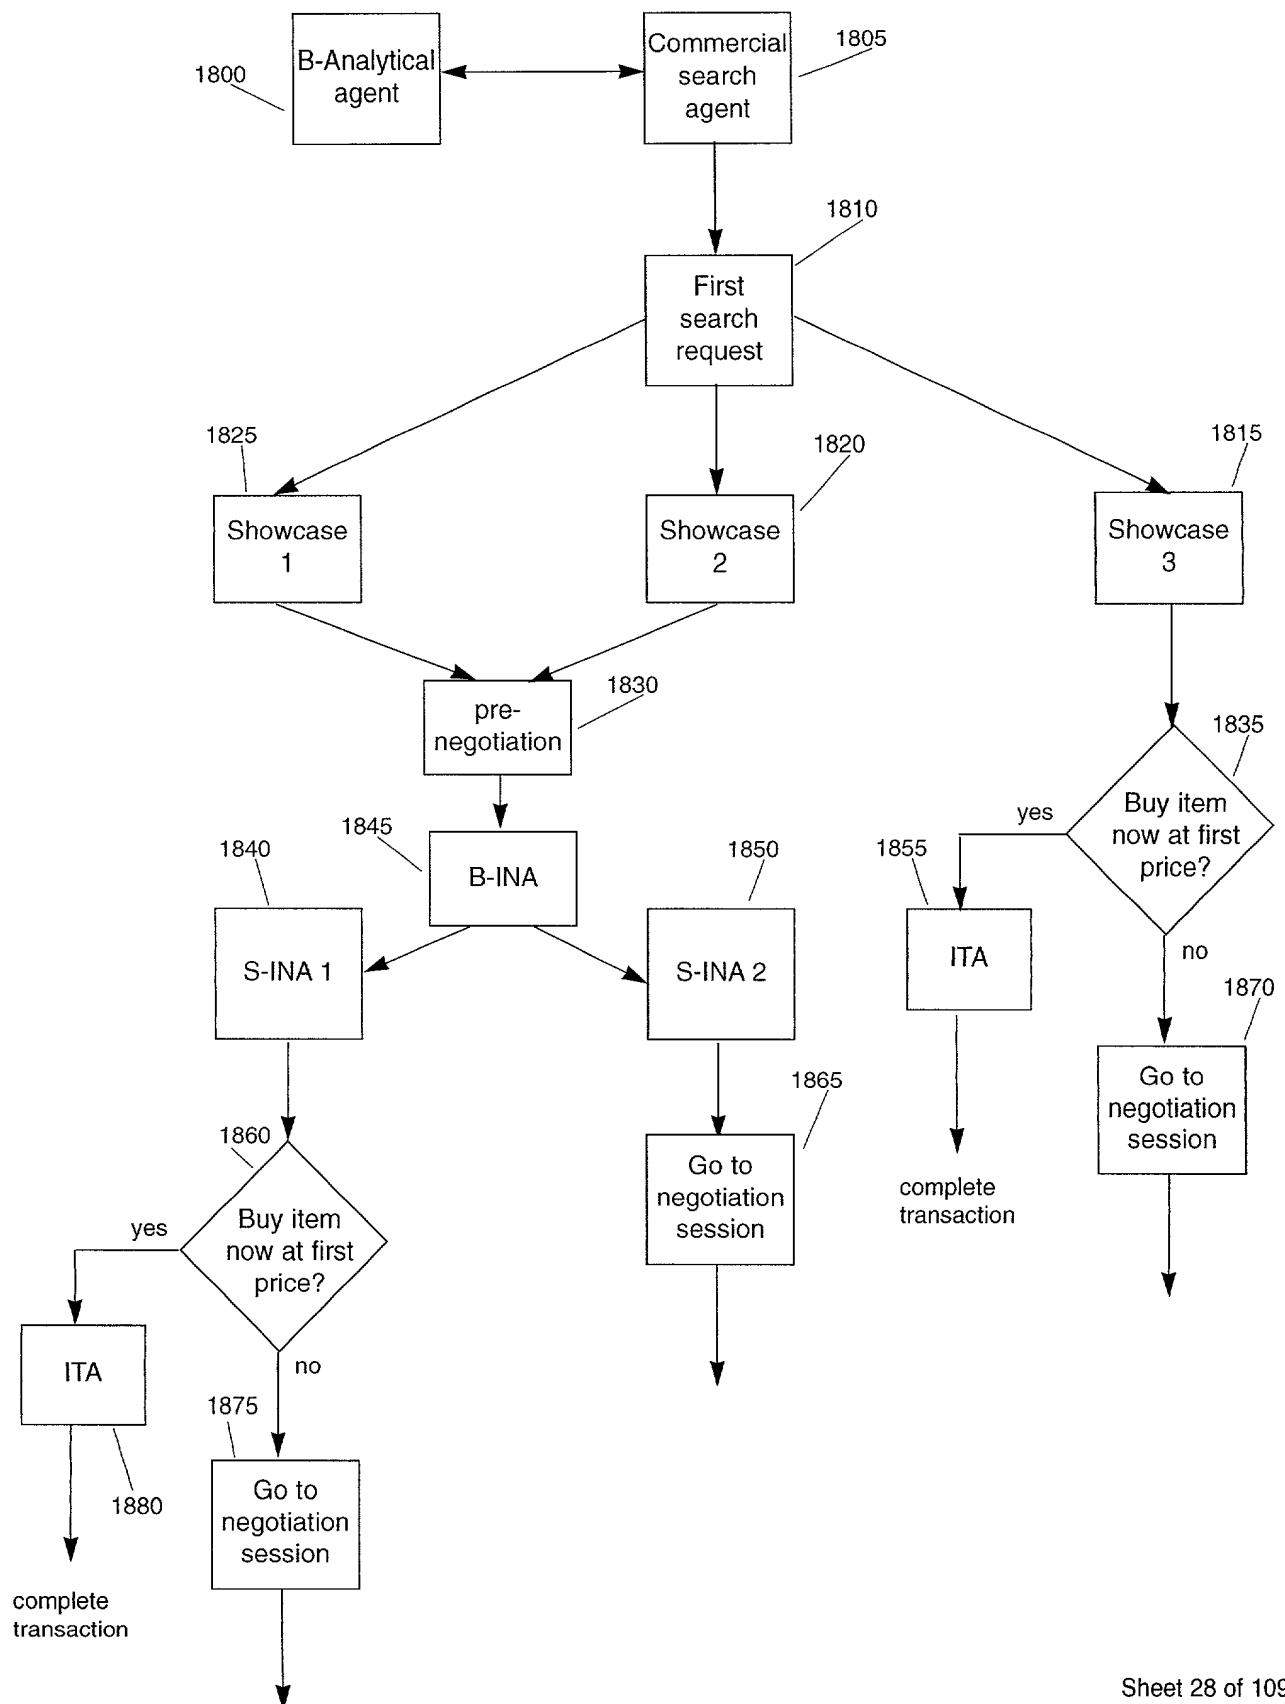 1800
B-Analytical
agent
Commercial
search
agent
1805
1810
First
search
request
1825
Showcase
1
1820
Showcase
2
1815
Showcase
3
1830
pre-
negotiation
1835
Buy item
now at first
price?
yes
no
1845
B-INA
1840
S-INA 1
1850
S-INA 2
1855
ITA
complete
transaction
1870
Go to
negotiation
session
1865
Go to
negotiation
session
1860
Buy item
now at first
price?
yes
no
ITA
1880
complete
transaction
1875
Go to
negotiation
session
Sheet 28 of 109